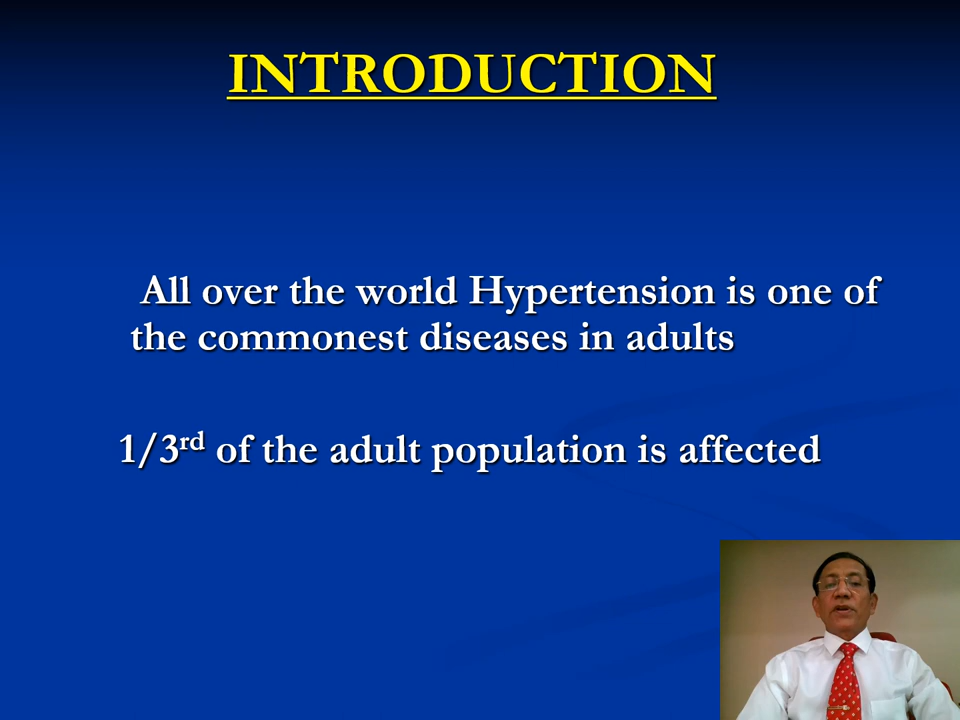 INTRODUCTION
All over the world Hypertension is one of
the commonest diseases in adults
1/3rd of the adult population is affected